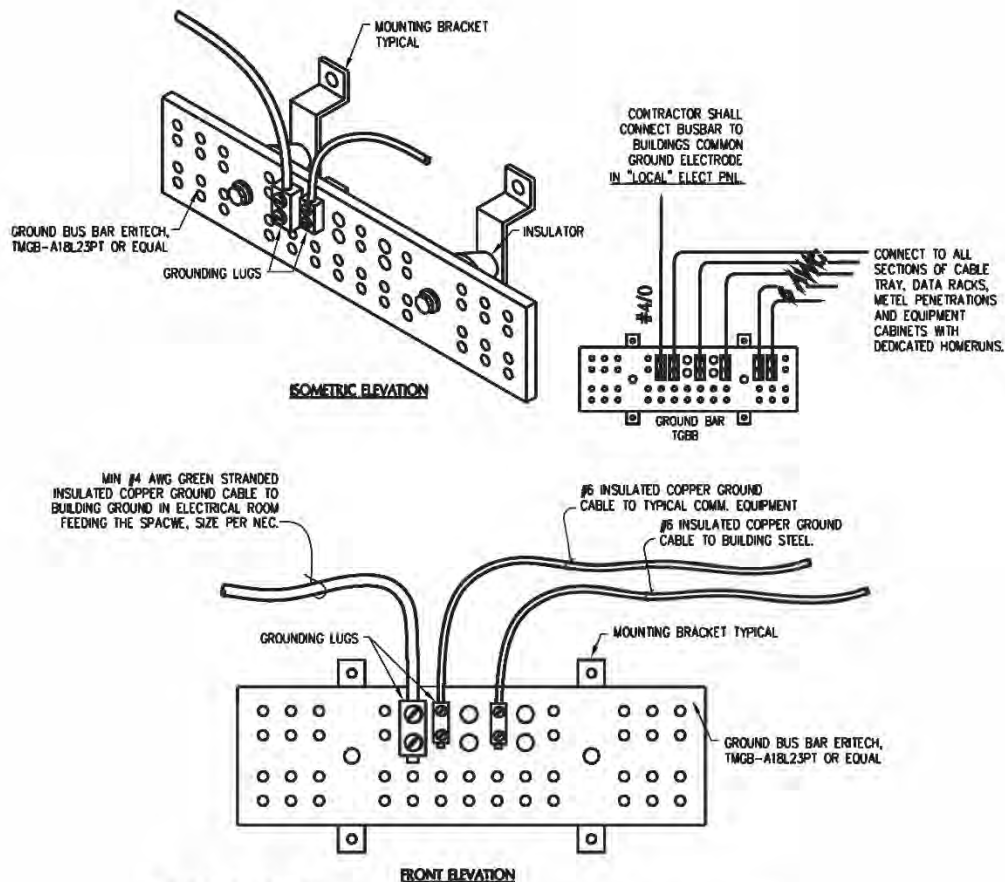 MOUNTING BRACKET
TYPICAL
CONTRACTOR SHALL
CONNECT BUSBAR TO
BUILDINGS COMMON
GROUND ELECTRODE
IN "LOCAL" ELECT PNL.
GROUND BUS BAR ERITECH,
TMGB-A18L23PT OR EQUAL
GROUNDING LUGS
INSULATOR
ISOMETRIC ELEVATION
#4/0
CONNECT TO ALL
SECTIONS OF CABLE
TRAY, DATA RACKS,
METEL PENETRATIONS
AND EQUIPMENT
CABINETS WITH
DEDICATED HOMERUNS.
GROUND BAR
TGBB
MIN #4 AWG GREEN STRANDED
INSULATED COPPER GROUND CABLE TO
BUILDING GROUND IN ELECTRICAL ROOM
FEEDING THE SPACWE, SIZE PER NEC.
#6 INSULATED COPPER GROUND
CABLE TO TYPICAL COMM. EQUIPMENT
#6 INSULATED COPPER GROUND
CABLE TO BUILDING STEEL.
GROUNDING LUGS
MOUNTING BRACKET TYPICAL
GROUND BUS BAR ERITECH,
TMGB-A18L23PT OR EQUAL
FRONT ELEVATION